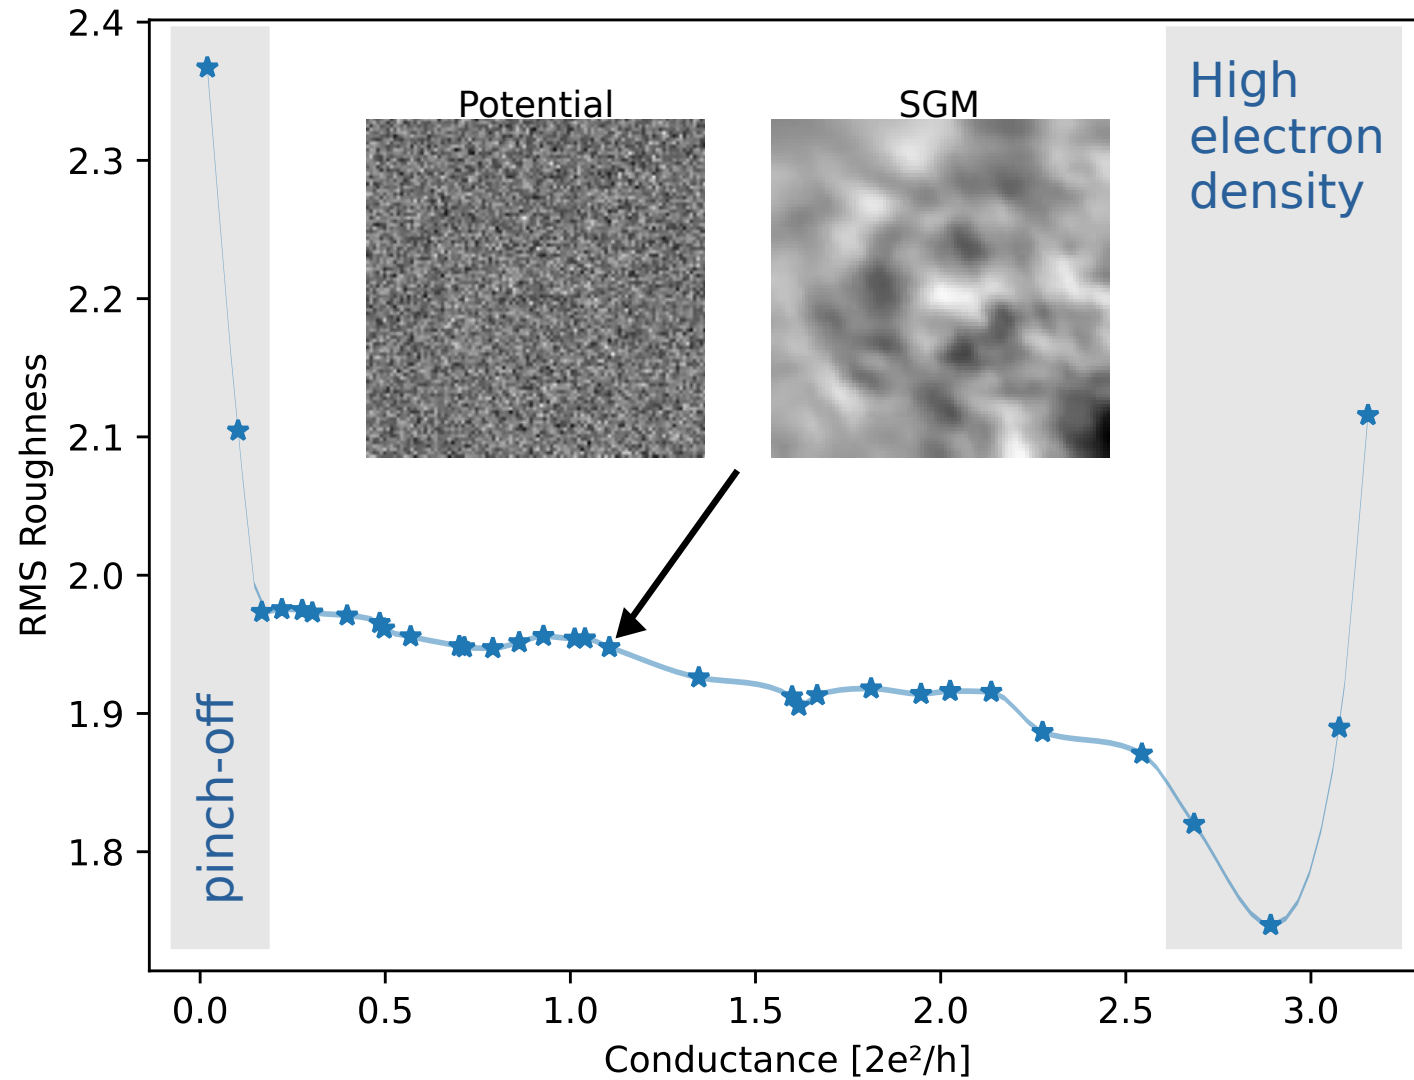 2.4
2.3
2.2
2.1
2.0
1.9
1.8
RMS Roughness
Potential
SGM
High
electron
density
pinch-off
0.0
0.5
1.0
1.5
2.0
2.5
3.0
Conductance [2e²/h]